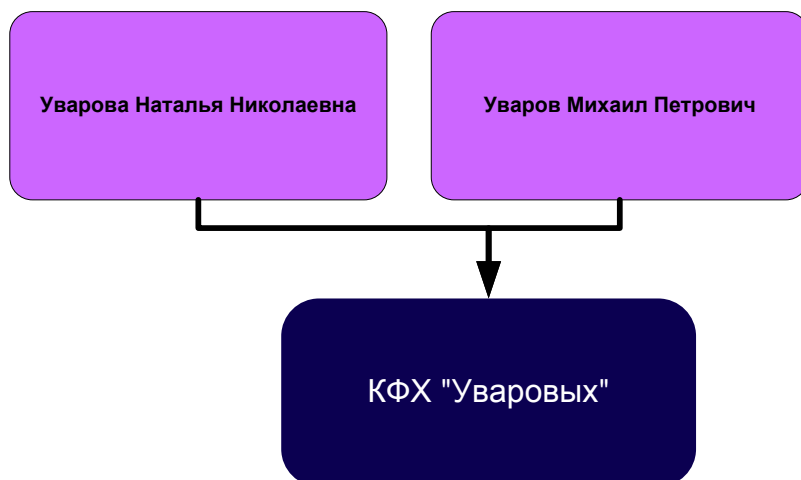 Уварова Наталья Николаевна
Уваров Михаил Петрович
КФХ "Уваровых"